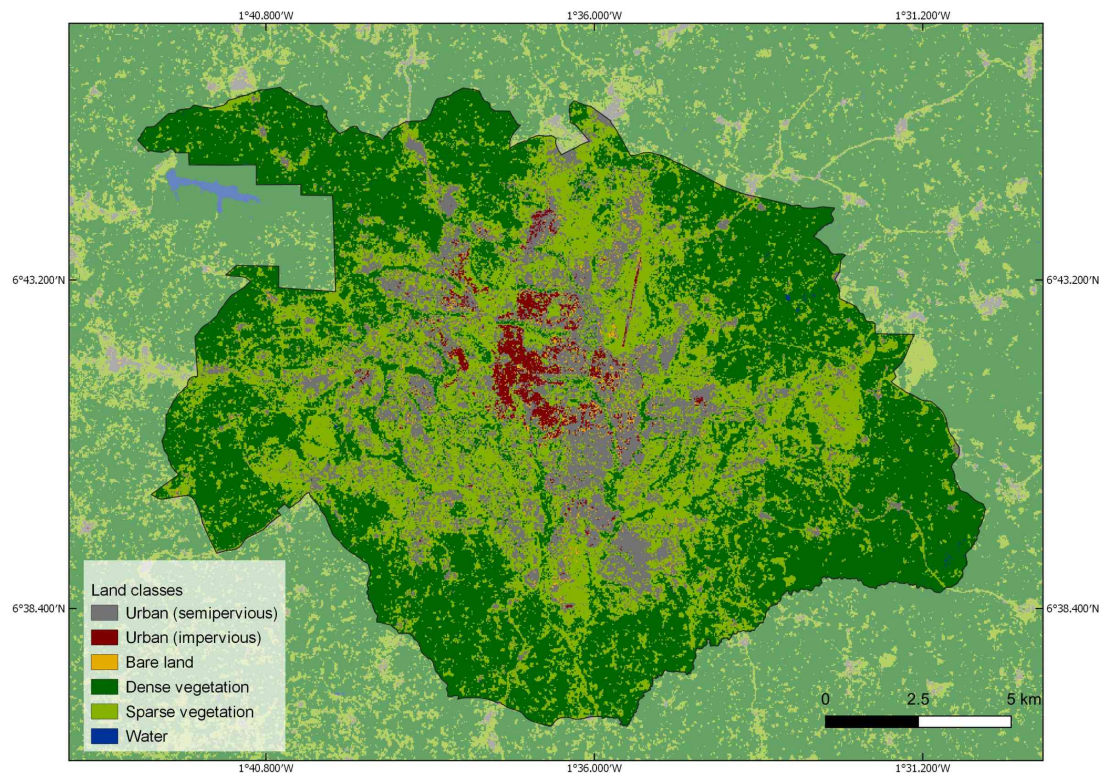 1°40.800'W 1°36.000'W 1°31.200'W
6°43.200'N 6°43.200'N
6°38.400'N 6°38.400'N
Land classes
Urban (semipervious)
Urban (impervious)
Bare land
Dense vegetation
Sparse vegetation
Water
0 2.5 5 km
1°40.800'W 1°36.000'W 1°31.200'W